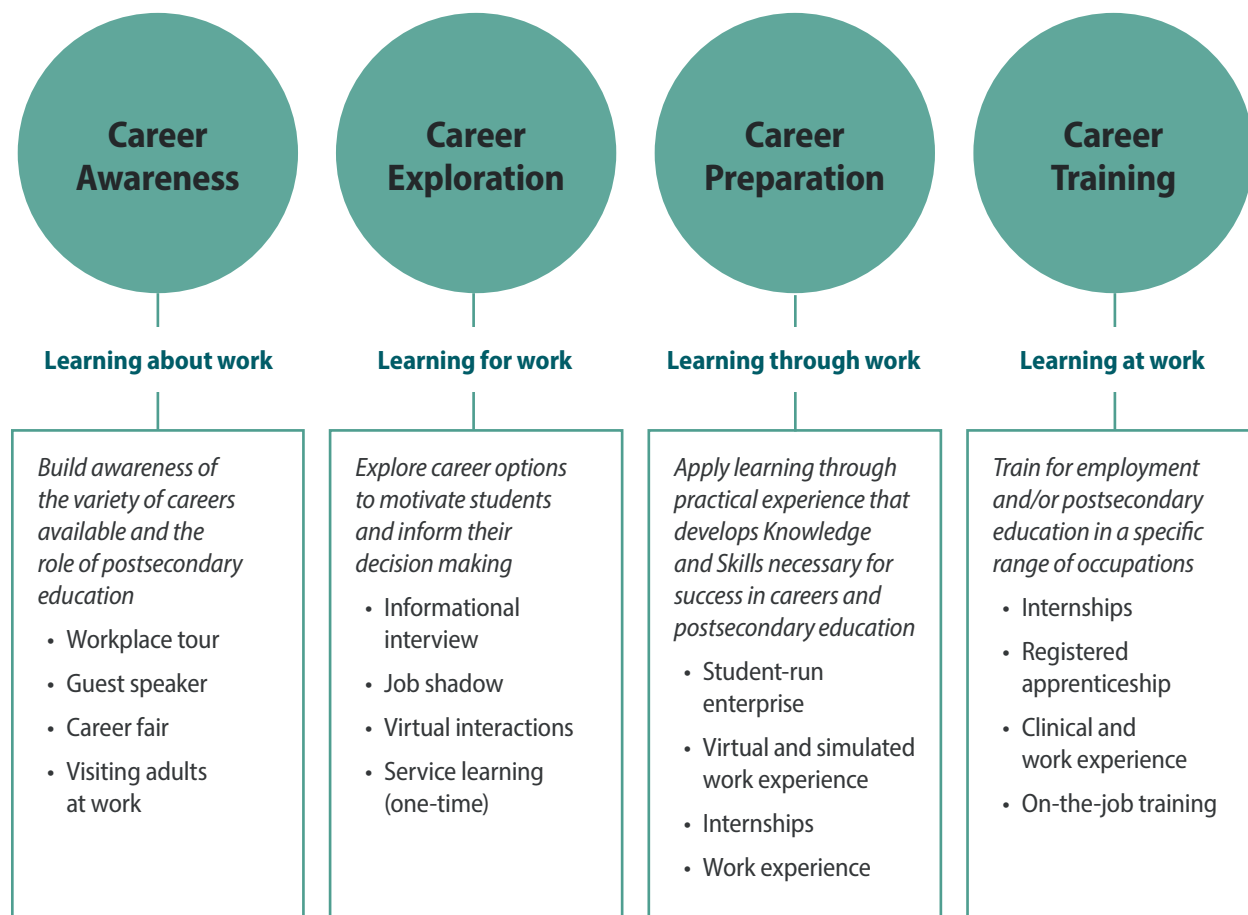 Career
Awareness
Career
Exploration
Career
Preparation
Career
Training
Learning about work
Learning for work
Learning through work
Learning at work
Build awareness of
the variety of careers
available and the
role of postsecondary
education
• Workplace tour
• Guest speaker
• Career fair
• Visiting adults
at work
Explore career options
to motivate students
and inform their
decision making
• Informational
interview
• Job shadow
• Virtual interactions
• Service learning
(one-time)
Apply learning through
practical experience that
develops Knowledge
and Skills necessary for
success in careers and
postsecondary education
• Student-run
enterprise
• Virtual and simulated
work experience
• Internships
• Work experience
Train for employment
and/or postsecondary
education in a specific
range of occupations
• Internships
• Registered
apprenticeship
• Clinical and
work experience
• On-the-job training